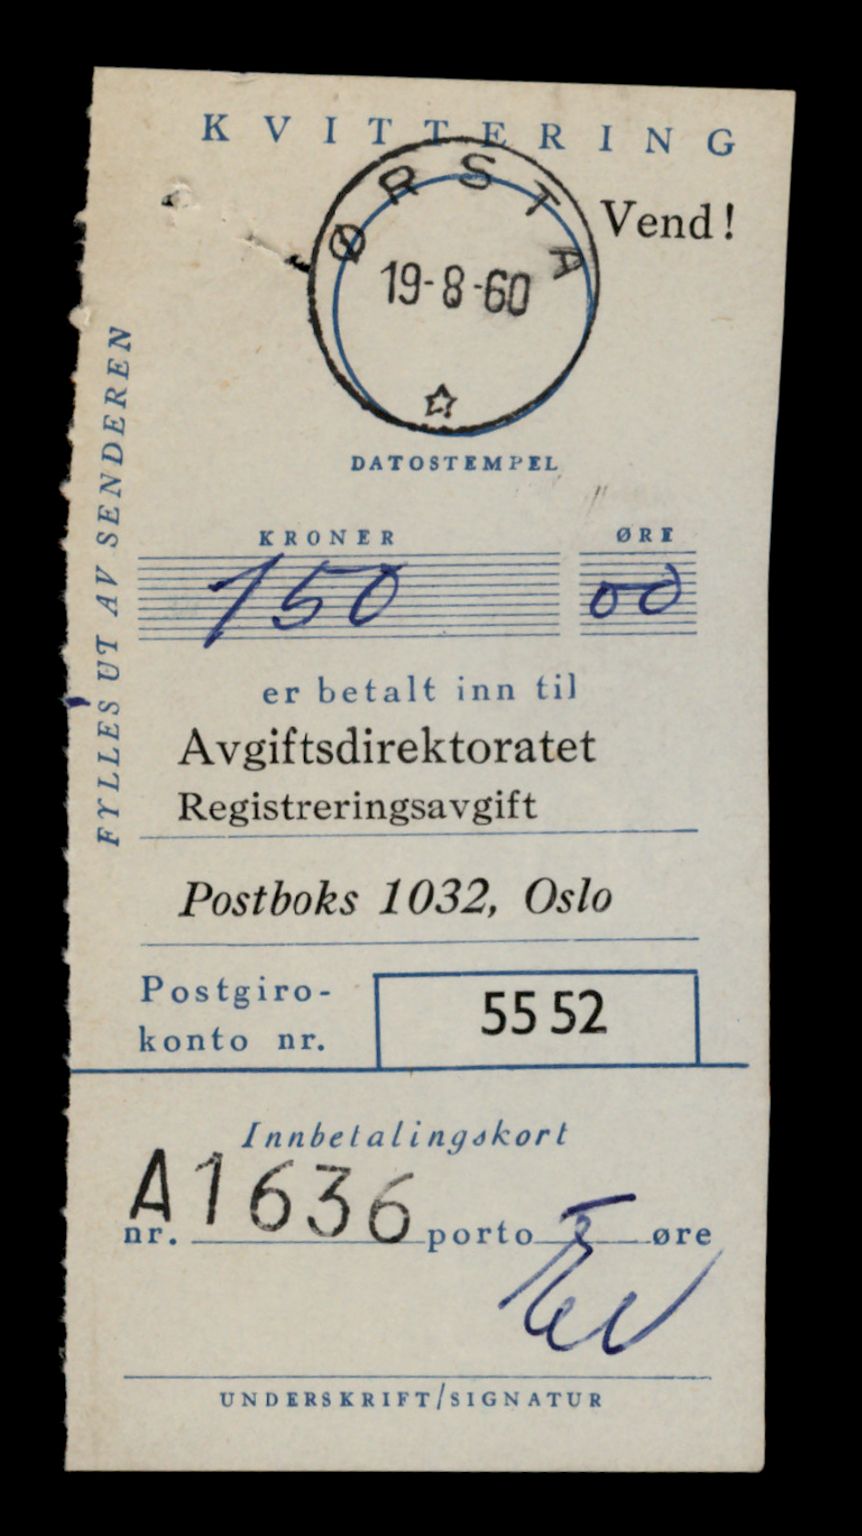 KVITTERING
ØRSTA
Vend!
19-8-60
DATOSTEMPEL
FYLLES UT AV SENDEREN
KRONER ØRE
150 00
er betalt inn til
Avgiftsdirektoratet
Registreringsavgift
Postboks 1032, Oslo
Postgiro-
konto nr. 55 52
Innbetalingskort
nr. A1636 porto øre
UNDERSKRIFT/SIGNATUR